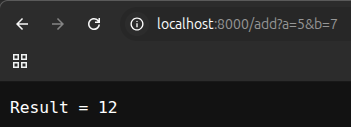 localhost:8000/add?a=5&b=7
Result = 12